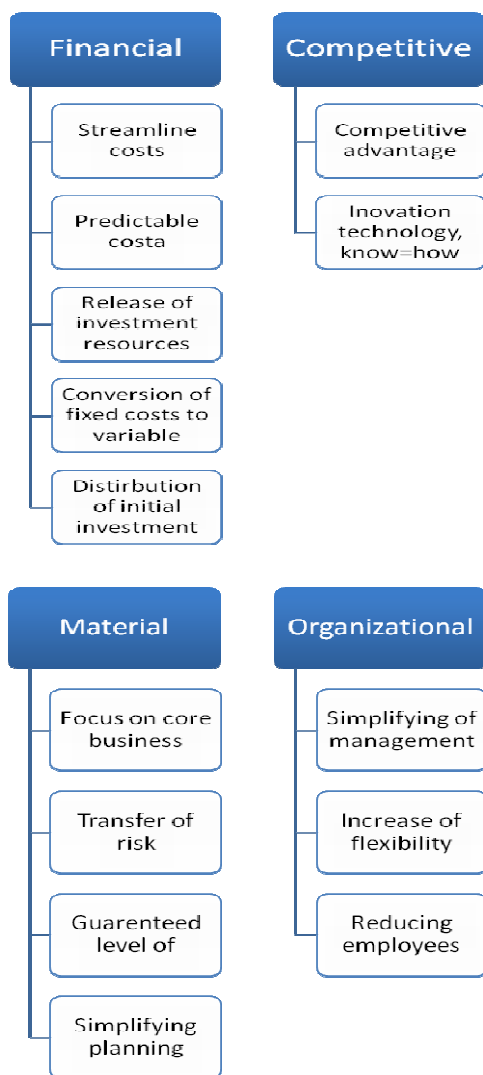 Financial
Streamline
costs
Predictable
costa
Release of
investment
resources
Conversion of
fixed costs to
variable
Distirbution
of initial
investment
Competitive
Competitive
advantage
Inovation
technology,
know=how
Material
Focus on core
business
Transfer of
risk
Guarenteed
level of
Simplifying
planning
Organizational
Simplifying of
management
Increase of
flexibility
Reducing
employees